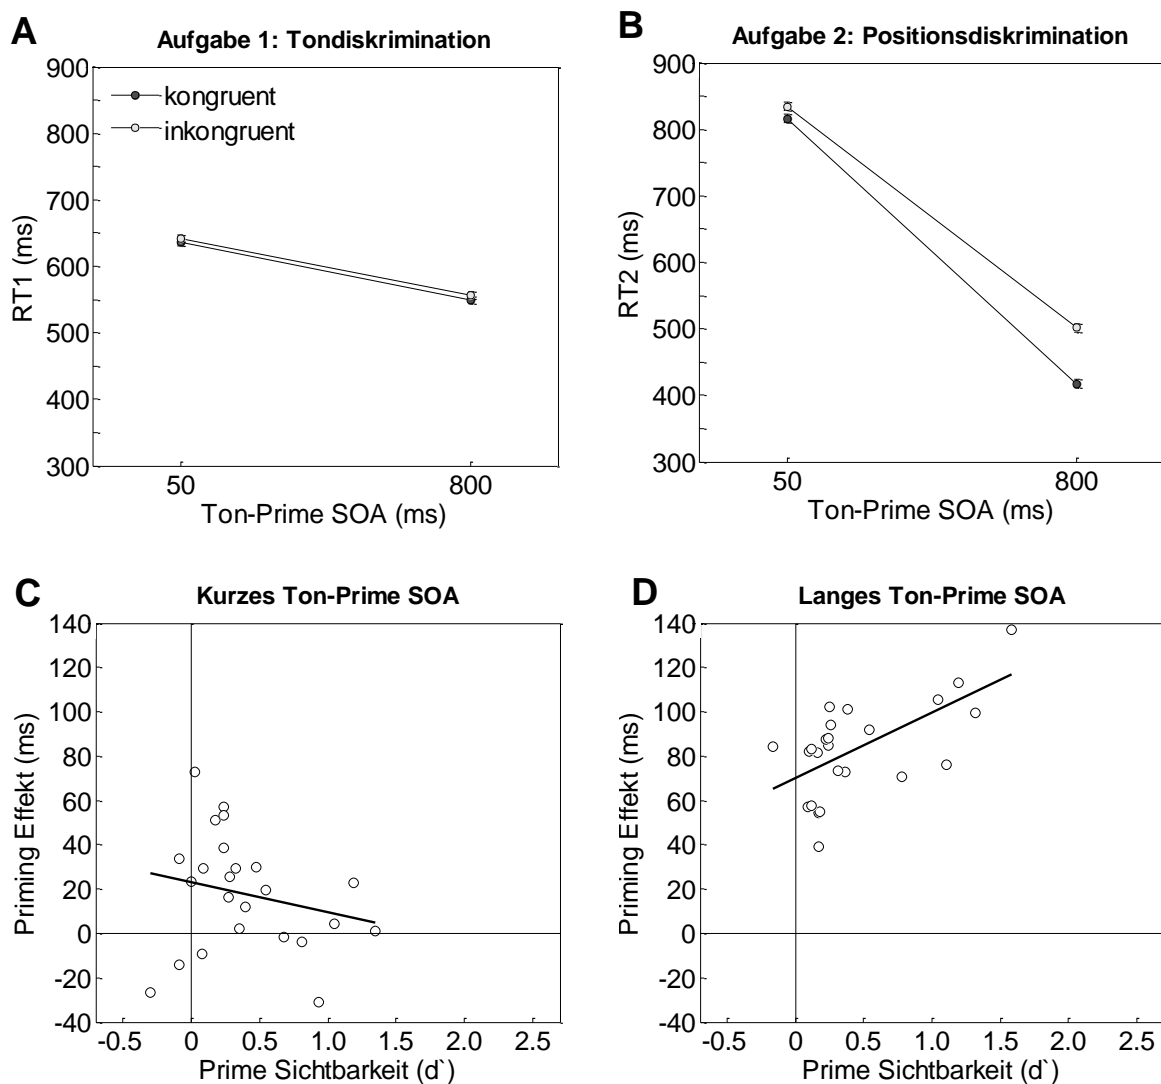 A
Aufgabe 1: Tondiskrimination
900
800
700
600
500
400
300
kongruent
inkongruent
RT1 (ms)
50
800
Ton-Prime SOA (ms)
B
Aufgabe 2: Positionsdiskrimination
900
800
700
600
500
400
300
RT2 (ms)
50
800
Ton-Prime SOA (ms)
C
Kurzes Ton-Prime SOA
140
120
100
80
60
40
20
0
-20
-40
Priming Effekt (ms)
-0.5 0 0.5 1.0 1.5 2.0 2.5
Prime Sichtbarkeit (d`)
D
Langes Ton-Prime SOA
140
120
100
80
60
40
20
0
-20
-40
Priming Effekt (ms)
-0.5 0 0.5 1.0 1.5 2.0 2.5
Prime Sichtbarkeit (d`)